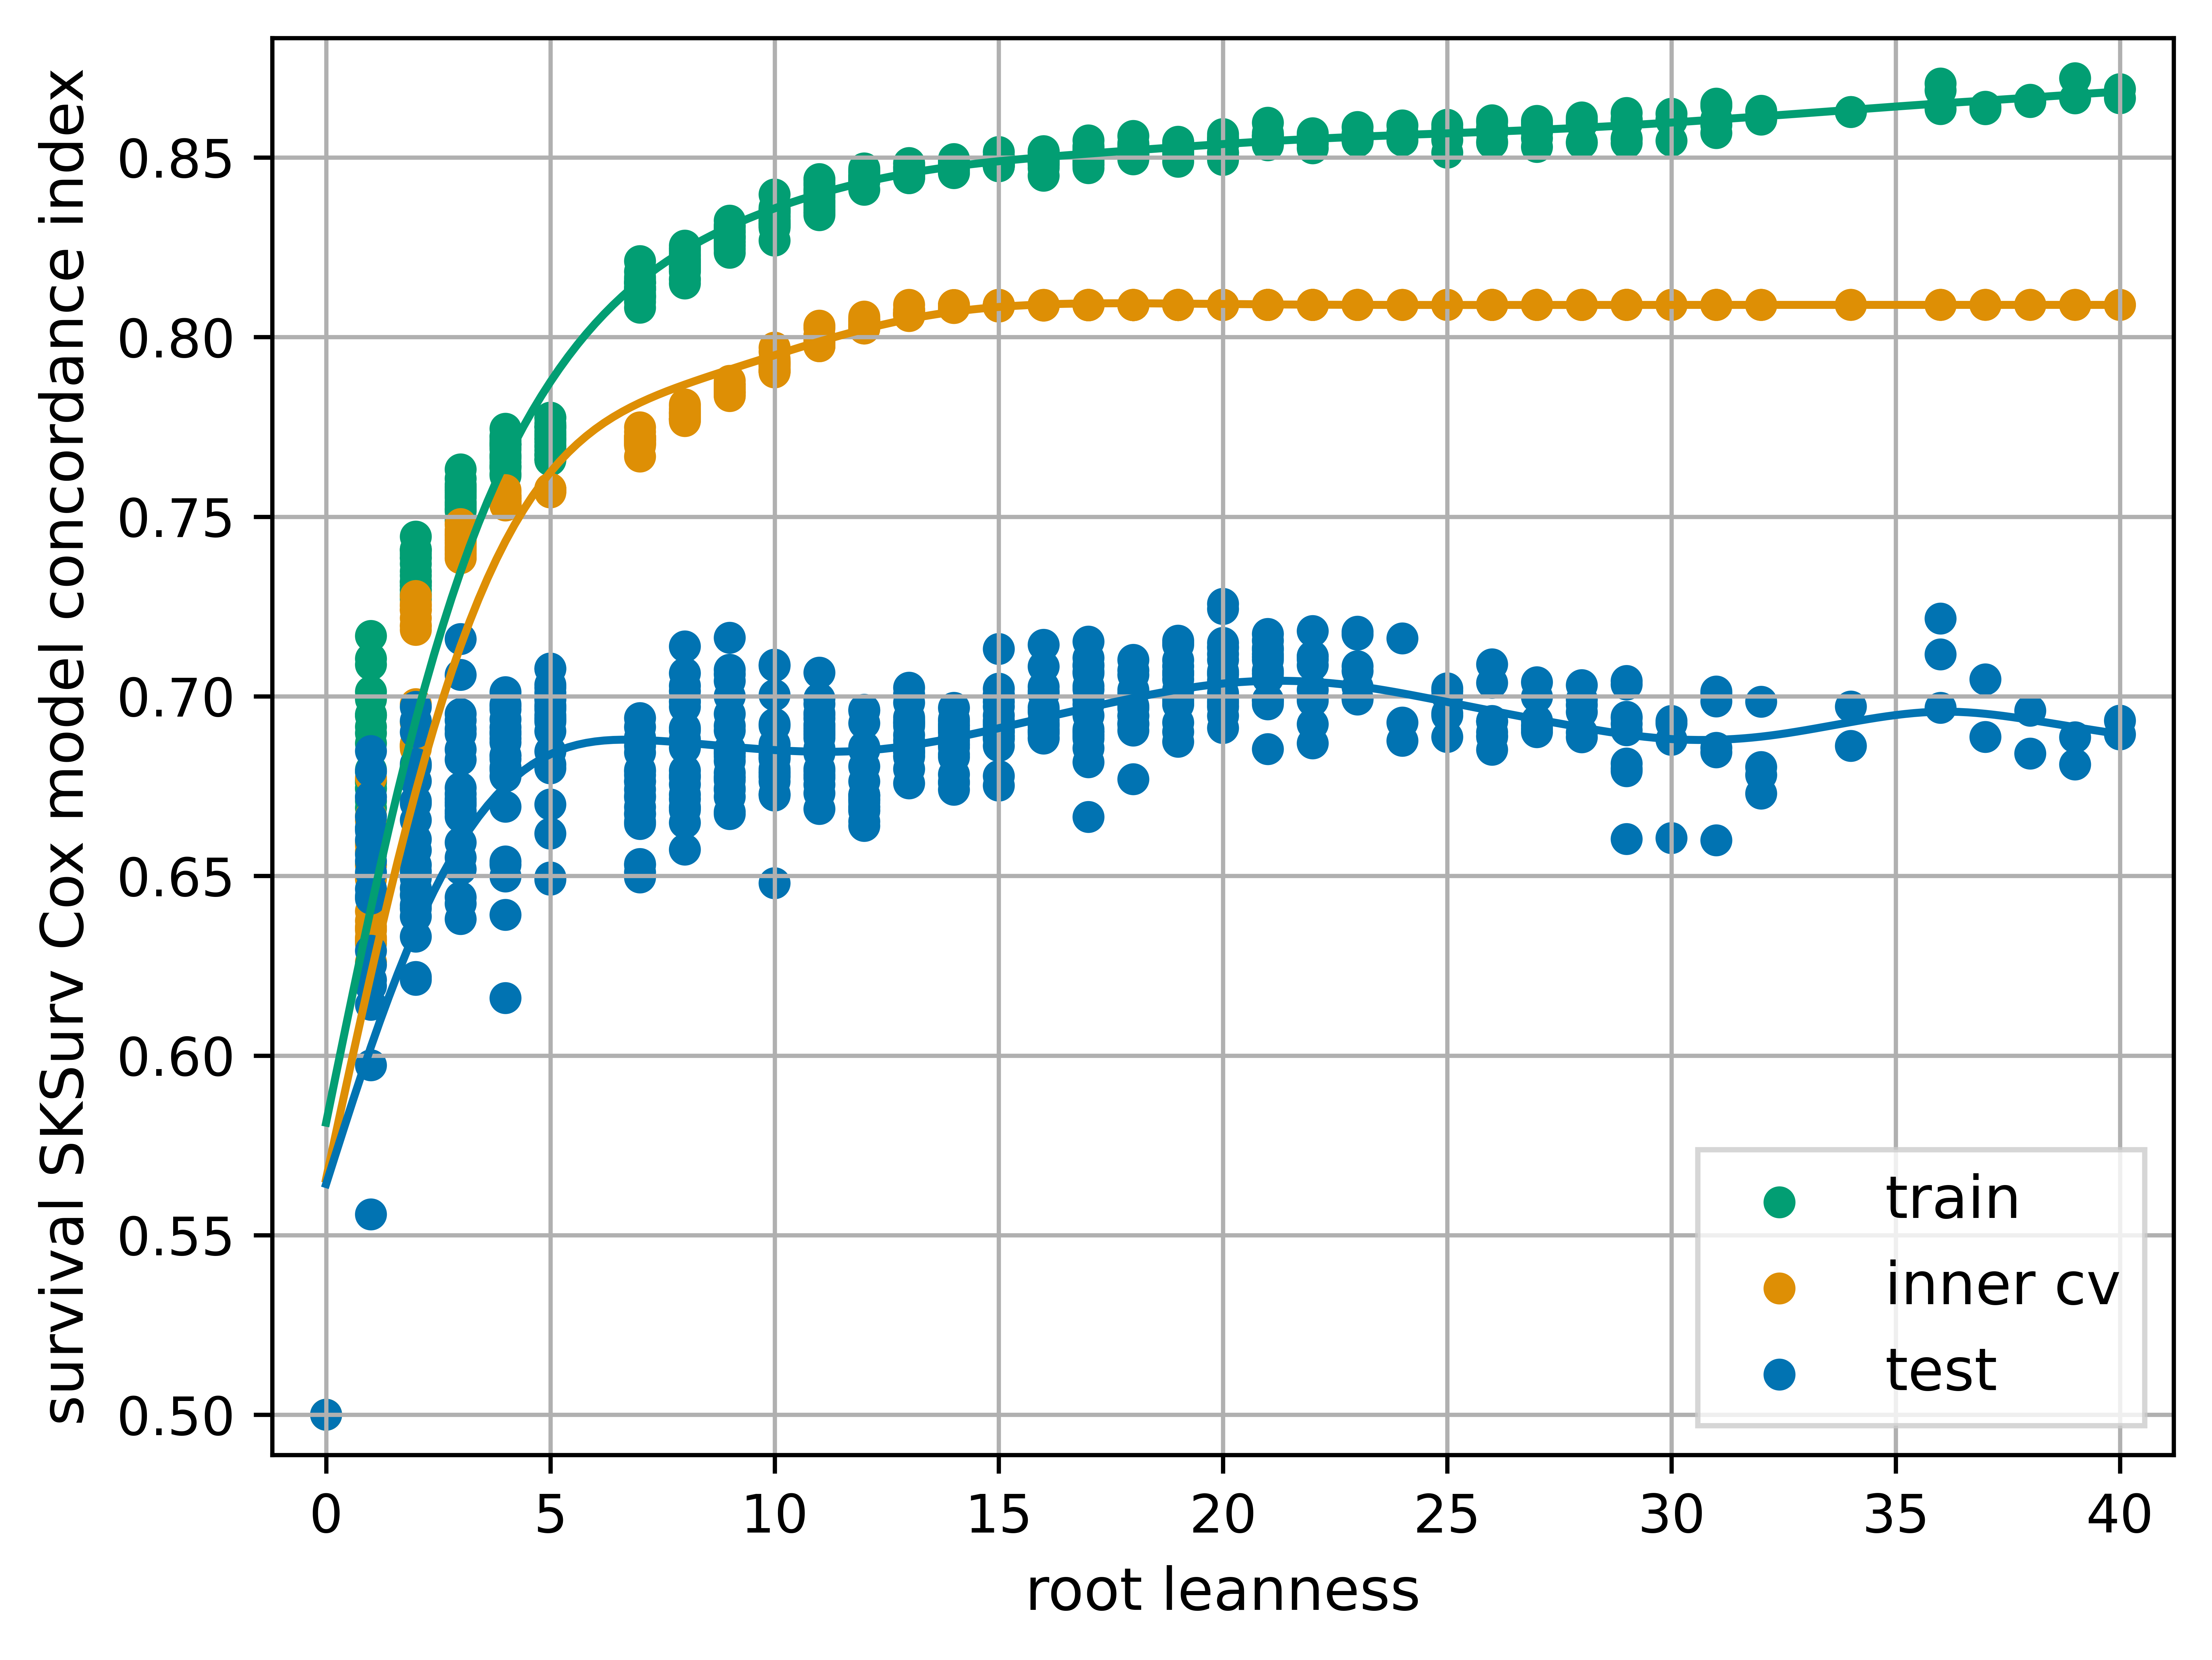 survival SKSurv Cox model concordance index
0.85
0.80
0.75
0.70
0.65
0.60
0.55
0.50
0 5 10 15 20 25 30 35 40
root leanness
train
inner cv
test